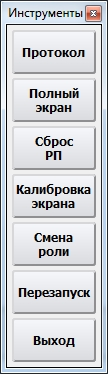 Инструменты
Протокол
Полный
экран
Сброс
РП
Калибровка
экрана
Смена
роли
Перезапуск
Выход